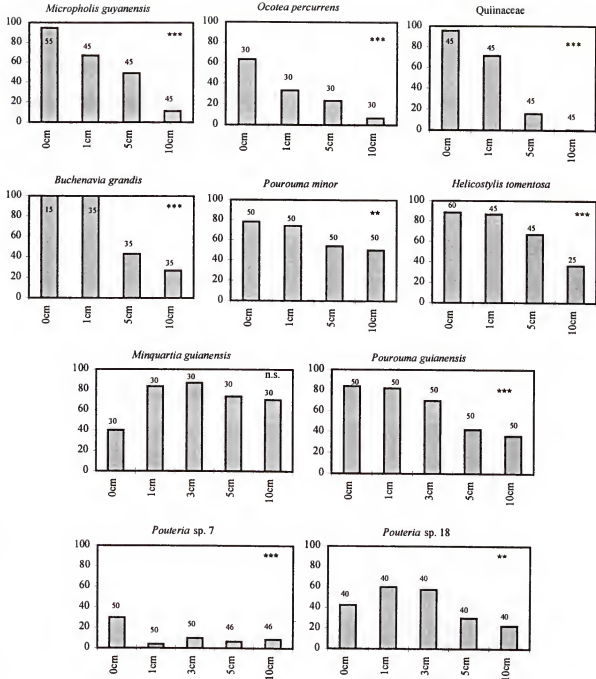 Micropholis guyanensis
100
80
60
40
20
0
55
45
45
45
***
0cm
1cm
5cm
10cm
Ocotea percurrens
100
80
60
40
20
0
30
30
30
30
***
0cm
1cm
5cm
10cm
Quiinaceae
100
80
60
40
20
0
45
45
45
45
***
0cm
1cm
5cm
10cm
Buchenavia grandis
100
80
60
40
20
0
15
35
35
35
***
0cm
1cm
5cm
10cm
Pourouma minor
100
80
60
40
20
0
50
50
50
50
**
0cm
1cm
5cm
10cm
Helicostylis tomentosa
100
80
60
40
20
0
60
45
45
25
***
0cm
1cm
5cm
10cm
Minquartia guianensis
100
80
60
40
20
0
30
30
30
30
30
n.s.
0cm
1cm
3cm
5cm
10cm
Pourouma guianensis
100
80
60
40
20
0
50
50
50
50
50
***
0cm
1cm
3cm
5cm
10cm
Pouteria sp. 7
100
80
60
40
20
0
50
50
50
46
46
***
0cm
1cm
3cm
5cm
10cm
Pouteria sp. 18
100
80
60
40
20
0
40
40
40
40
40
**
0cm
1cm
3cm
5cm
10cm